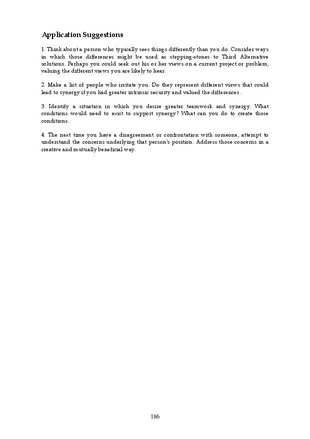 Application Suggestions
1. Think about a person who typically sees things differently than you do. Consider ways
in which those differences might be used as stepping-stones to Third Alternative
solutions. Perhaps you could seek out his or her views on a current project or problem,
valuing the different views you are likely to hear.
2. Make a list of people who irritate you. Do they represent different views that could
lead to synergy if you had greater intrinsic security and valued the differences.
3. Identify a situation in which you desire greater teamwork and synergy. What
conditions would need to exist to support synergy? What can you do to create those
conditions.
4. The next time you have a disagreement or confrontation with someone, attempt to
understand the concerns underlying that person's position. Address those concerns in a
creative and mutually beneficial way.
186